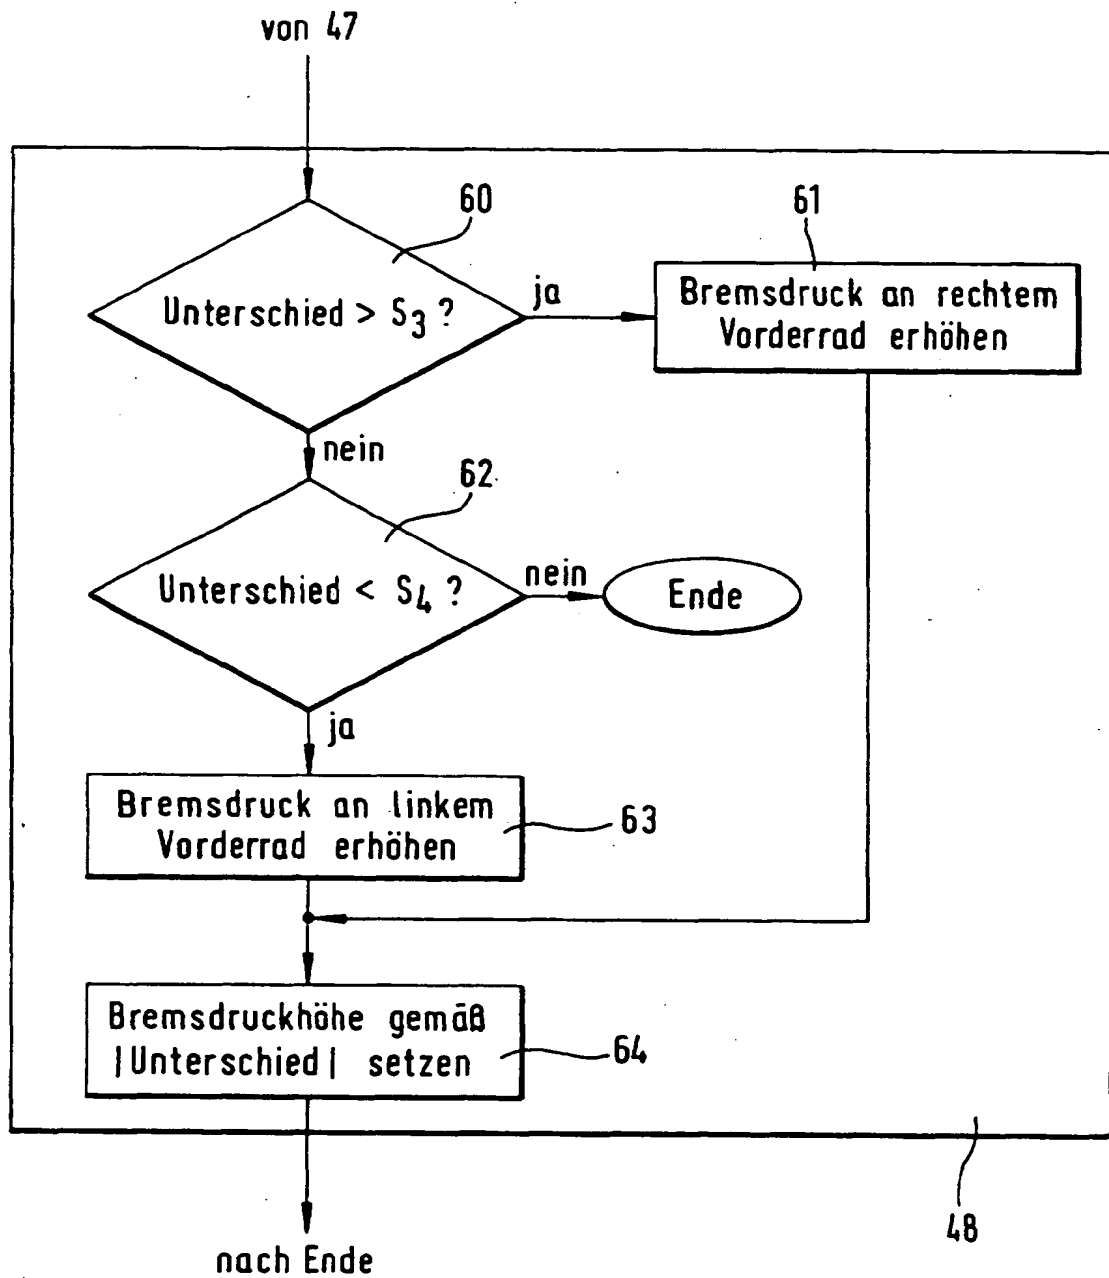 von 47
60
61
Unterschied > S3 ?
ja
Bremsdruck an rechtem
Vorderrad erhöhen
nein
62
Unterschied < S4 ?
nein
Ende
ja
Bremsdruck an linkem
Vorderrad erhöhen
63
Bremsdruckhöhe gemäß
|Unterschied| setzen
64
48
nach Ende